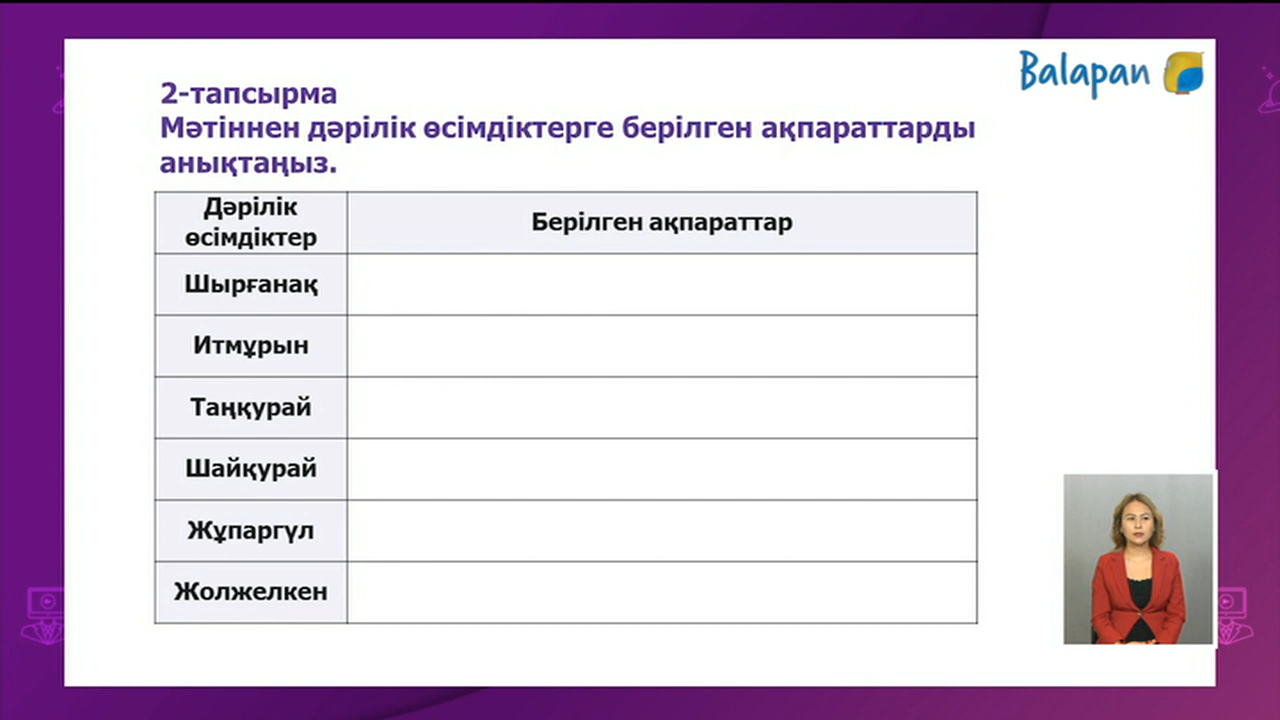 Balapan
2-тапсырма
Мәтіннен дәрілік өсімдіктерге берілген ақпараттарды
анықтаңыз.
Дәрілік
өсімдіктер
Берілген ақпараттар
Шырғанақ
Итмұрын
Таңқурай
Шайқурай
Жұпаргүл
Жолжелкен